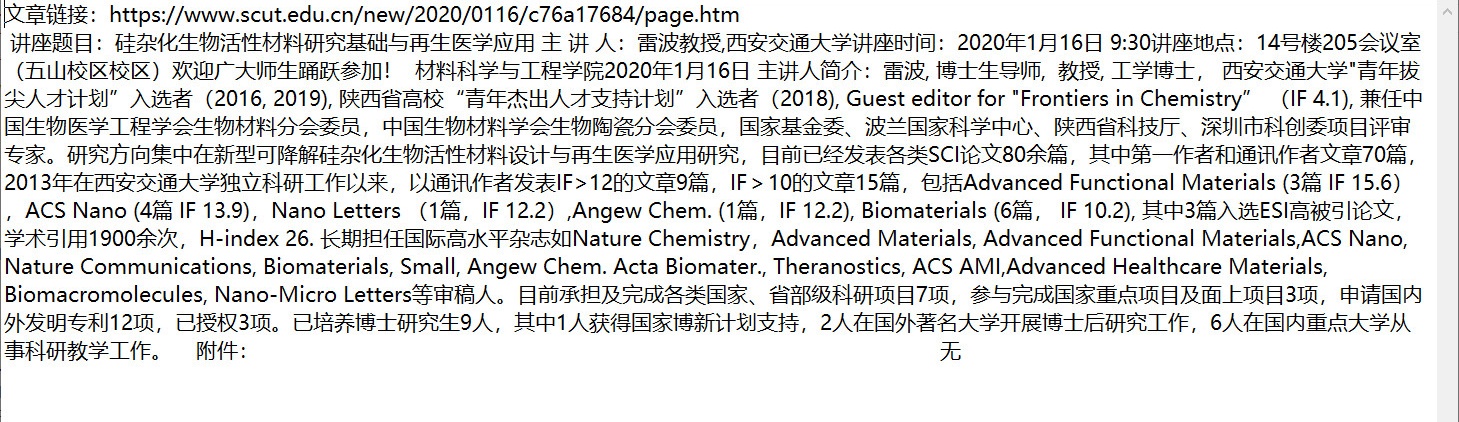 文章链接：https://www.scut.edu.cn/new/2020/0116/c76a17684/page.htm
讲座题目：硅杂化生物活性材料研究基础与再生医学应用 主 讲 人：雷波教授,西安交通大学讲座时间：2020年1月16日 9:30讲座地点：14号楼205会议室
（五山校区校区）欢迎广大师生踊跃参加！ 材料科学与工程学院2020年1月16日 主讲人简介：雷波, 博士生导师, 教授, 工学博士， 西安交通大学"青年拔
尖人才计划”入选者（2016, 2019), 陕西省高校“青年杰出人才支持计划”入选者（2018), Guest editor for "Frontiers in Chemistry” （IF 4.1), 兼任中
国生物医学工程学会生物材料分会委员，中国生物材料学会生物陶瓷分会委员，国家基金委、波兰国家科学中心、陕西省科技厅、深圳市科创委项目评审
专家。研究方向集中在新型可降解硅杂化生物活性材料设计与再生医学应用研究，目前已经发表各类SCI论文80余篇，其中第一作者和通讯作者文章70篇，
2013年在西安交通大学独立科研工作以来，以通讯作者发表IF>12的文章9篇，IF＞10的文章15篇，包括Advanced Functional Materials (3篇 IF 15.6）
，ACS Nano (4篇 IF 13.9)，Nano Letters （1篇，IF 12.2）,Angew Chem. (1篇，IF 12.2), Biomaterials (6篇， IF 10.2), 其中3篇入选ESI高被引论文，
学术引用1900余次，H-index 26. 长期担任国际高水平杂志如Nature Chemistry，Advanced Materials, Advanced Functional Materials,ACS Nano,
Nature Communications, Biomaterials, Small, Angew Chem. Acta Biomater., Theranostics, ACS AMI,Advanced Healthcare Materials,
Biomacromolecules, Nano-Micro Letters等审稿人。目前承担及完成各类国家、省部级科研项目7项，参与完成国家重点项目及面上项目3项，申请国内
外发明专利12项，已授权3项。已培养博士研究生9人，其中1人获得国家博新计划支持，2人在国外著名大学开展博士后研究工作，6人在国内重点大学从
事科研教学工作。 附件： 无